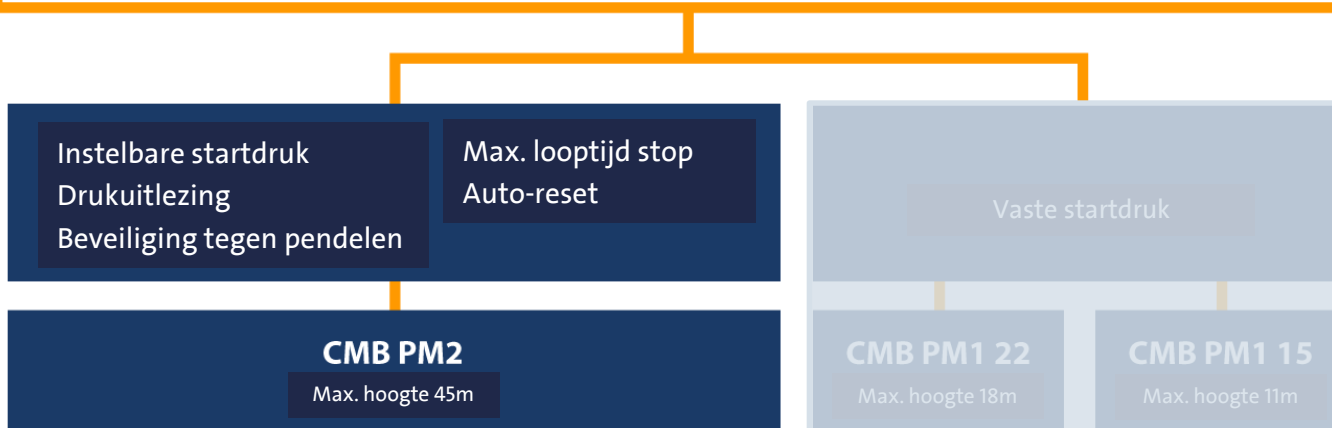 Instelbare startdruk
Drukuitlezing
Beveiliging tegen pendelen
Max. looptijd stop
Auto-reset
Vaste startdruk
CMB PM2
Max. hoogte 45m
CMB PM1 22
Max. hoogte 18m
CMB PM1 15
Max. hoogte 11m